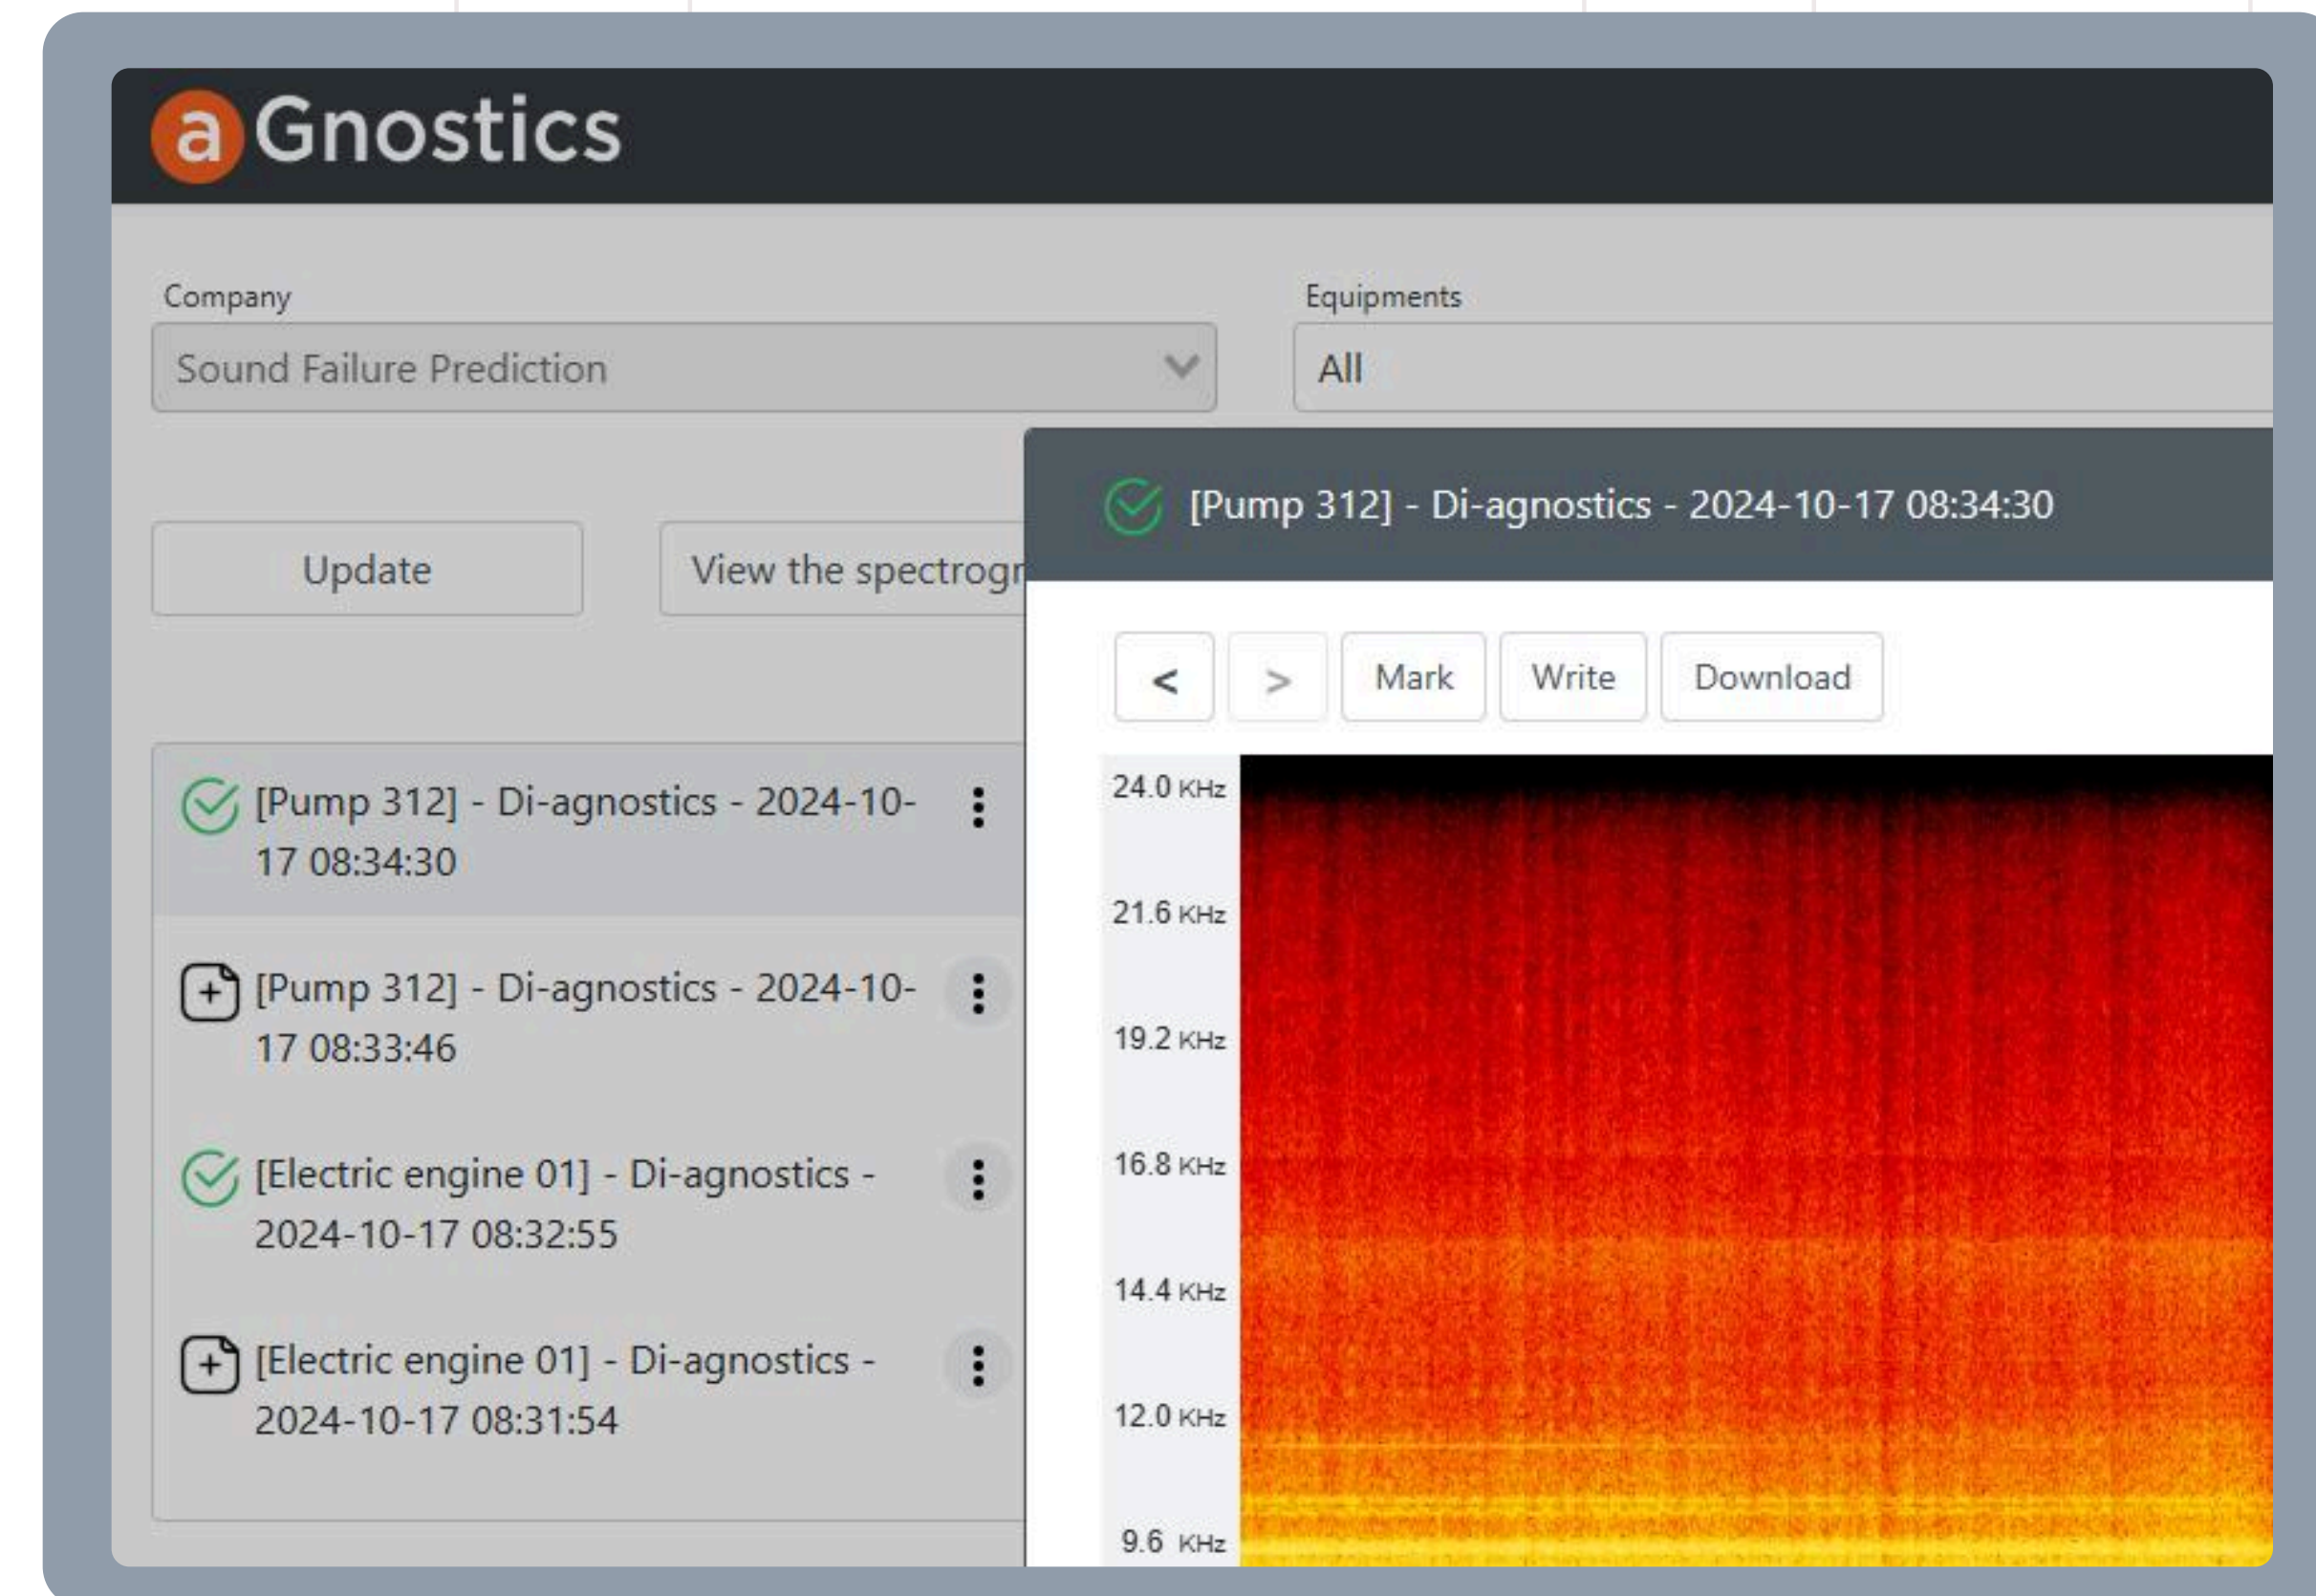 a Gnostics
Company
Equipments
Sound Failure Prediction
All
[Pump 312] - Di-agnostics - 2024-10-17 08:34:30
Update
View the spectrogr
< > Mark Write Download
[Pump 312] - Di-agnostics - 2024-10-
17 08:34:30
[Pump 312] - Di-agnostics - 2024-10-
17 08:33:46
[Electric engine 01] - Di-agnostics -
2024-10-17 08:32:55
[Electric engine 01] - Di-agnostics -
2024-10-17 08:31:54
24.0 KHz
21.6 KHz
19.2 KHz
16.8 KHz
14.4 KHz
12.0 KHz
9.6 KHz